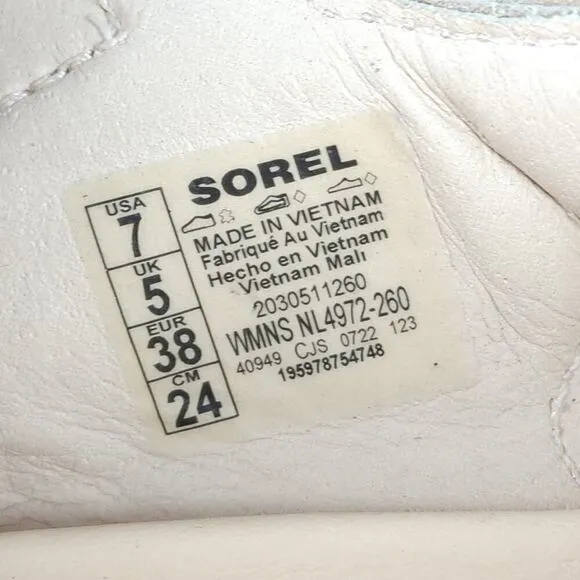 SOREL
USA
7
UK
5
EUR
38
CM
24
MADE IN VIETNAM
Fabriqué Au Vietnam
Hecho en Vietnam
Vietnam Malı
2030511260
WMNS NL4972-260
40949 CJS 0722 123
195978754748